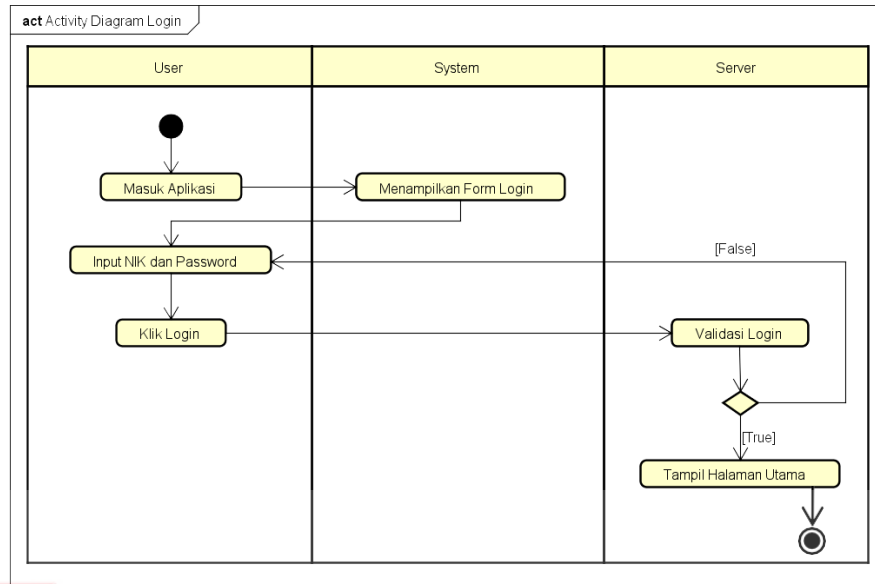 act Activity Diagram Login
User
System
Server
Masuk Aplikasi
Menampilkan Form Login
Input NIK dan Password
[False]
Klik Login
Validasi Login
[True]
Tampil Halaman Utama